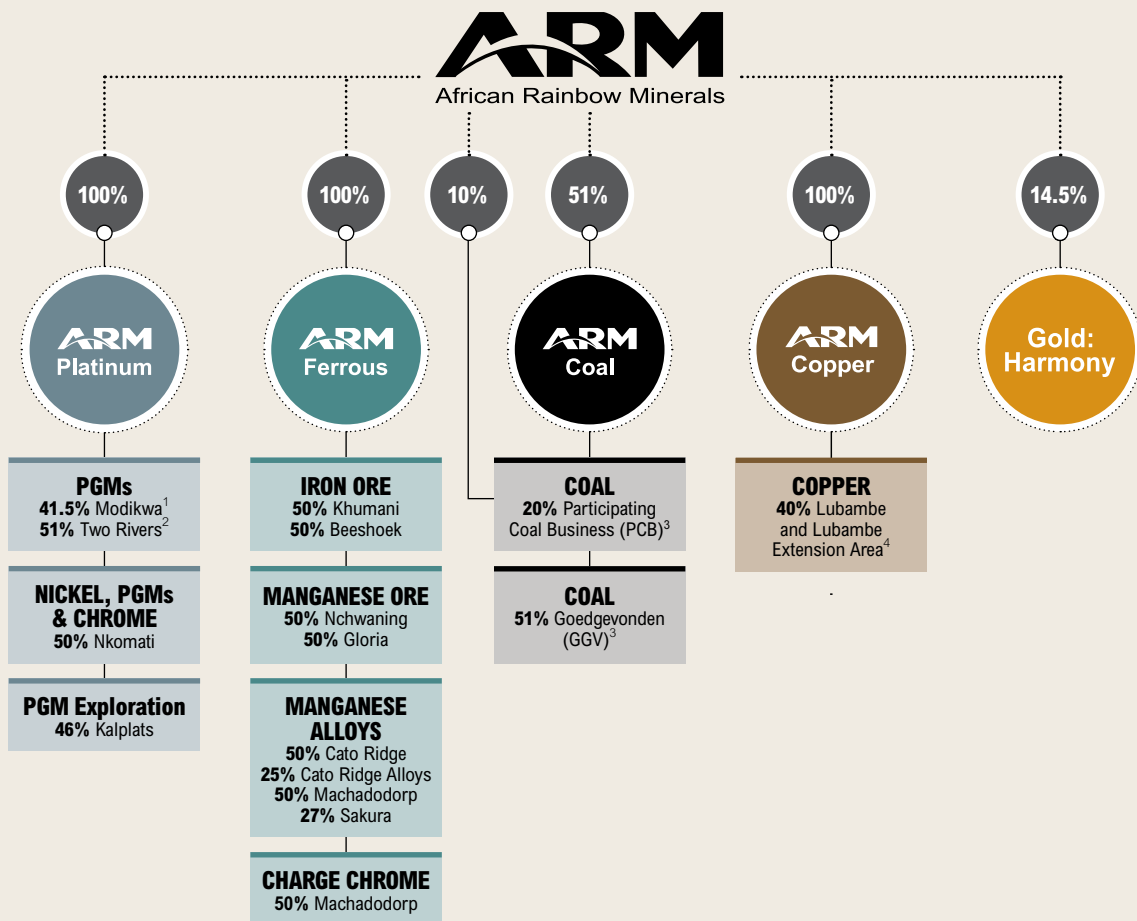 ARM
African Rainbow Minerals
100%
100%
10%
51%
100%
14.5%
ARM
Platinum
ARM
Ferrous
ARM
Coal
ARM
Copper
Gold:
Harmony
PGMs
41.5% Modikwa¹
51% Two Rivers²
NICKEL, PGMs
& CHROME
50% Nkomati
PGM Exploration
46% Kalplats
IRON ORE
50% Khumani
50% Beeshoek
MANGANESE ORE
50% Nchwaning
50% Gloria
MANGANESE
ALLOYS
50% Cato Ridge
25% Cato Ridge Alloys
50% Machadodorp
27% Sakura
CHARGE CHROME
50% Machadodorp
COAL
20% Participating
Coal Business (PCB)³
COAL
51% Goedgevonden
(GGV)³
COPPER
40% Lubambe
and Lubambe
Extension Area⁴